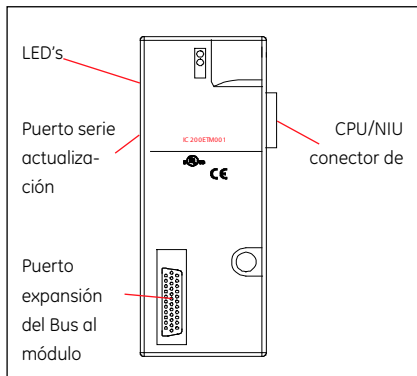 LED's
Puerto serie
actualiza-
ción
IC 200ETM001
CPU/NIU
conector de
CE
Puerto
expansión
del Bus al
módulo